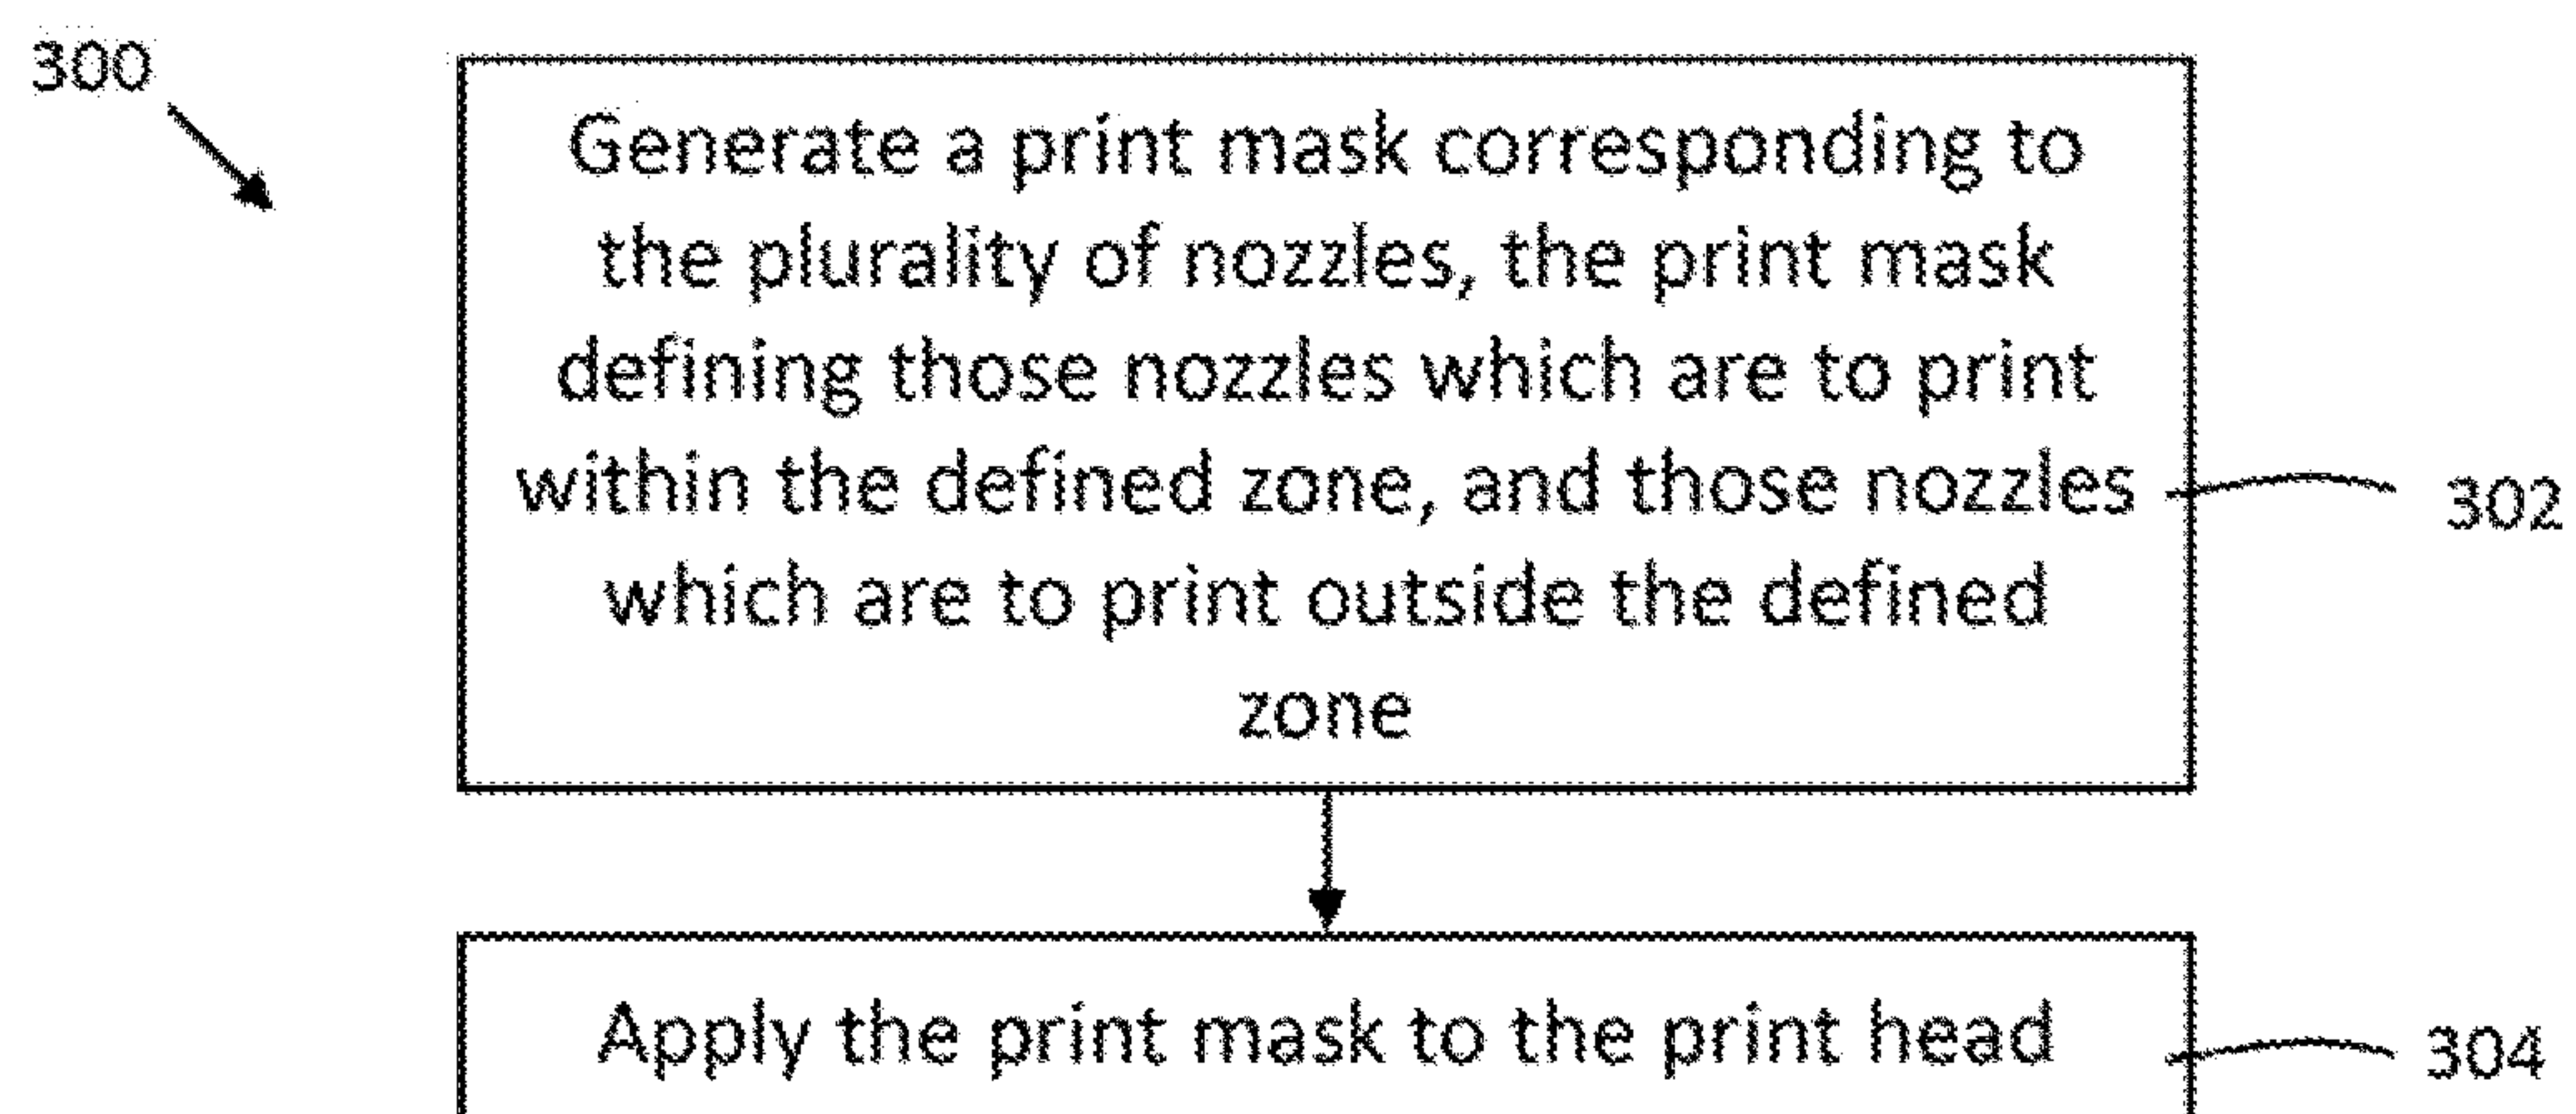 300
Generate a print mask corresponding to
the plurality of nozzles, the print mask
defining those nozzles which are to print
within the defined zone, and those nozzles
which are to print outside the defined
zone
302
Apply the print mask to the print head
304